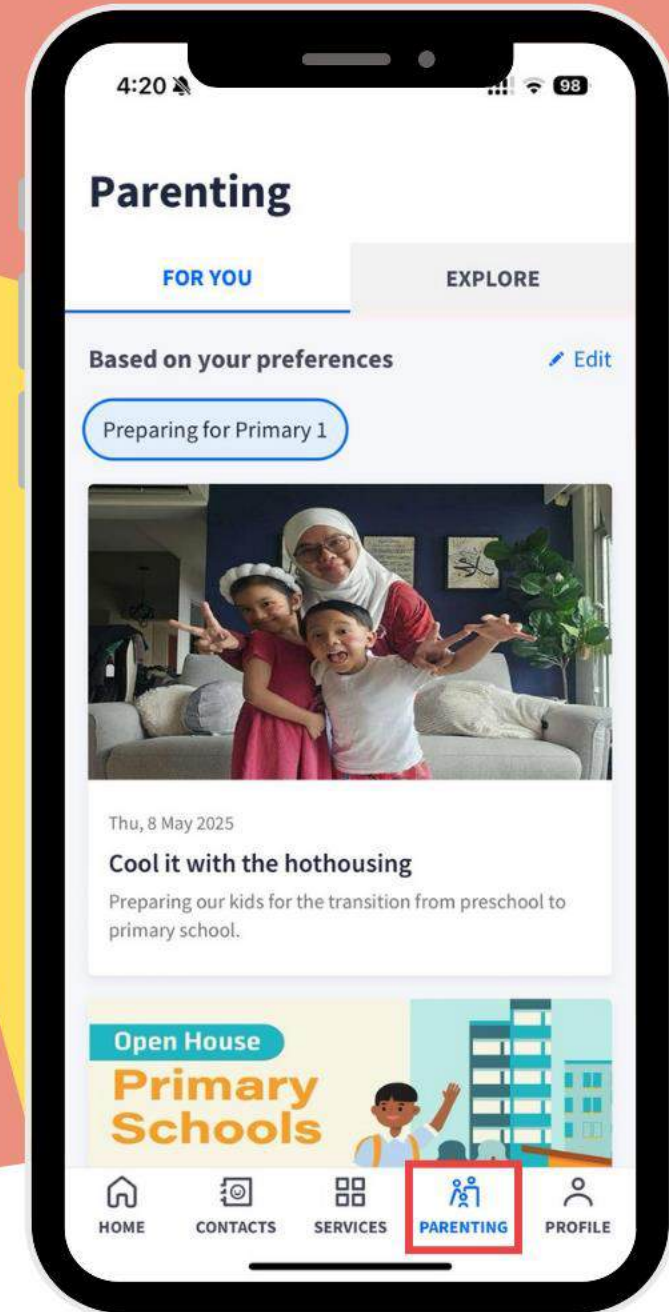 4:20
98
Parenting
FOR YOU
EXPLORE
Based on your preferences
Edit
Preparing for Primary 1
Thu, 8 May 2025
Cool it with the hothousing
Preparing our kids for the transition from preschool to
primary school.
Open House
Primary
Schools
HOME
CONTACTS
SERVICES
PARENTING
PROFILE